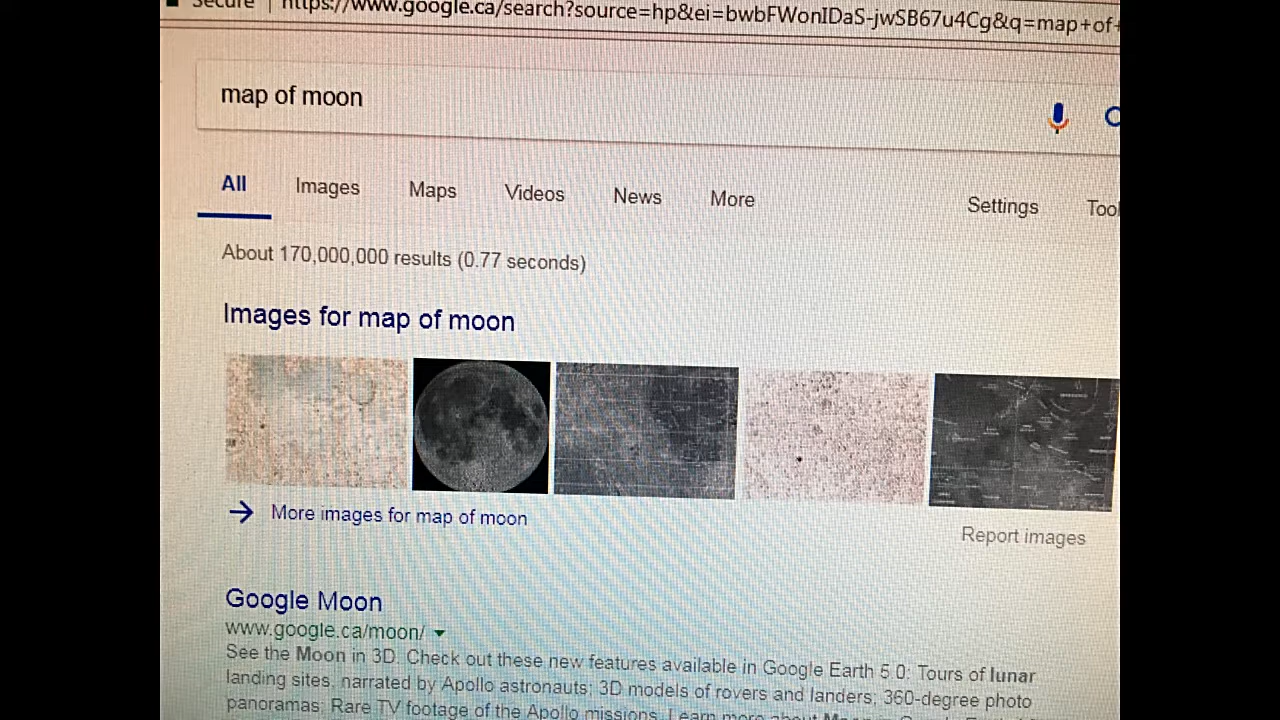 Secure | https://www.google.ca/search?source=hp&ei=bwbFWonIDaS-jwSB67u4Cg&q=map+of+
map of moon
All Images Maps Videos News More Settings Tool
About 170,000,000 results (0.77 seconds)
Images for map of moon
More images for map of moon
Report images
Google Moon
www.google.ca/moon/
See the Moon in 3D. Check out these new features available in Google Earth 5.0: Tours of lunar
landing sites, narrated by Apollo astronauts; 3D models of rovers and landers; 360-degree photo
panoramas; Rare TV footage of the Apollo missions. Learn more about